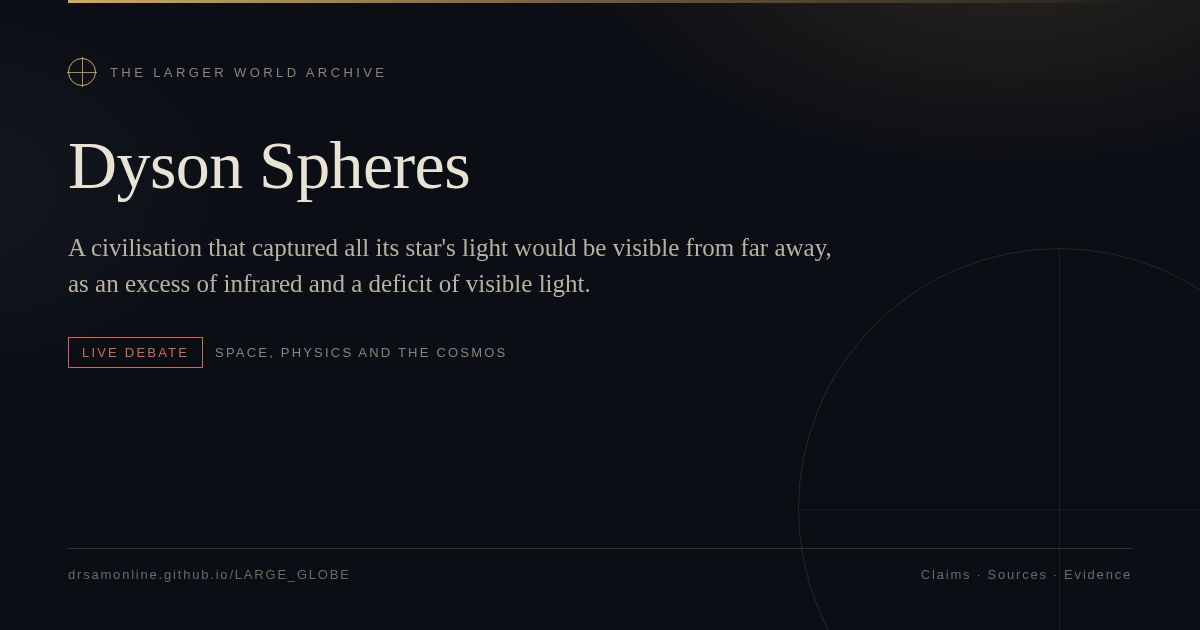 THE LARGER WORLD ARCHIVE
Dyson Spheres
A civilisation that captured all its star's light would be visible from far away,
as an excess of infrared and a deficit of visible light.
LIVE DEBATE SPACE, PHYSICS AND THE COSMOS
drsamonline.github.io/LARGE_GLOBE Claims · Sources · Evidence